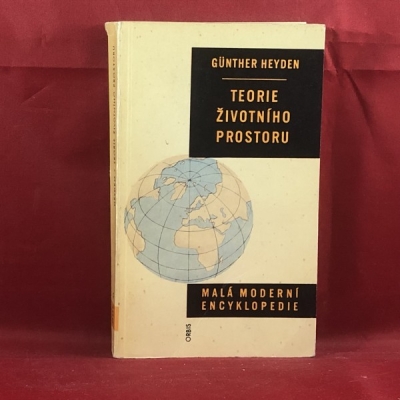 GÜNTHER HEYDEN
TEORIE
ŽIVOTNÍHO
PROSTORU
MALÁ MODERNÍ
ENCYKLOPEDIE
ORBIS